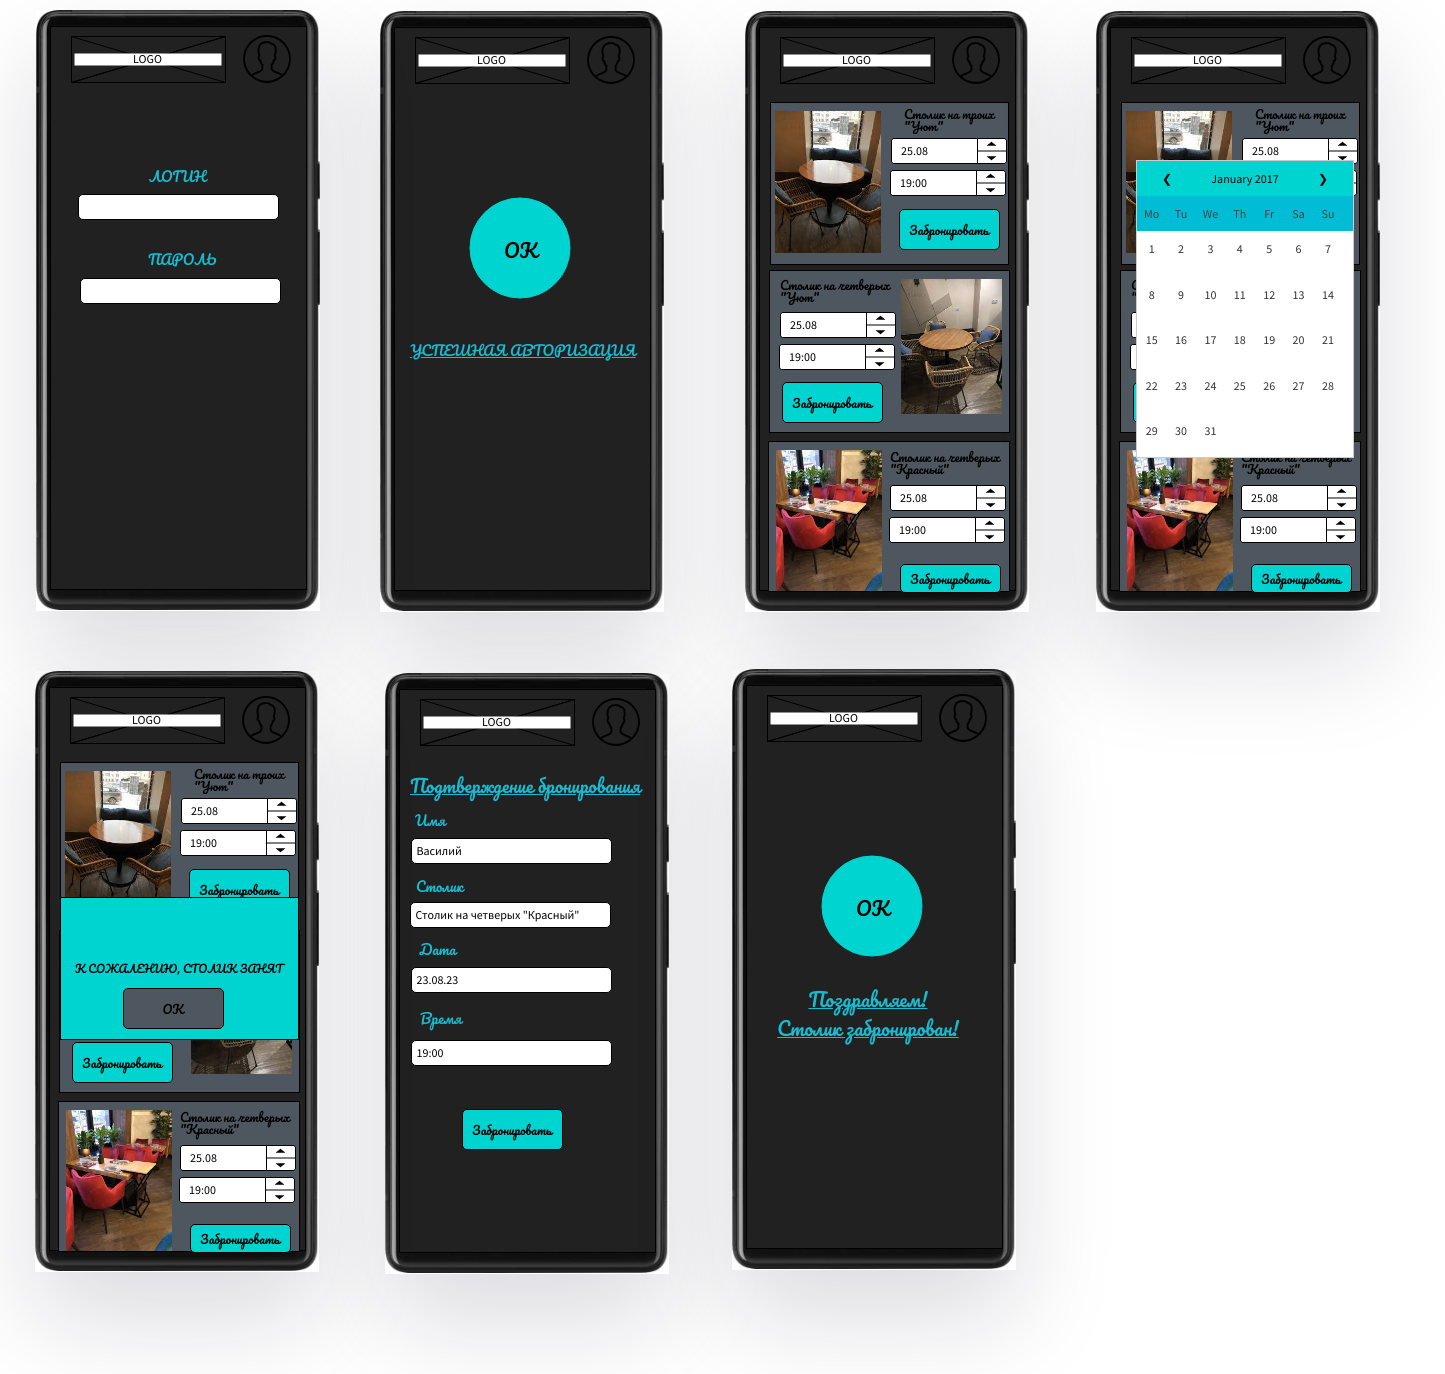 LOGO
ЛОГИН
ПАРОЛЬ
LOGO
ОК
УСПЕШНАЯ АВТОРИЗАЦИЯ
LOGO
Столик на троих
"Уют"
25.08
19:00
Забронировать
Столик на четверых
"Уют"
25.08
19:00
Забронировать
Столик на четверых
"Красный"
25.08
19:00
Забронировать
LOGO
Столик на троих
"Уют"
25.08
January 2017
Mo Tu We Th Fr Sa Su
1 2 3 4 5 6 7
8 9 10 11 12 13 14
15 16 17 18 19 20 21
22 23 24 25 26 27 28
29 30 31
Столик на четверых
"Красный"
25.08
19:00
Забронировать
LOGO
Столик на троих
"Уют"
25.08
19:00
Забронировать
К СОЖАЛЕНИЮ, СТОЛИК ЗАНЯТ
ОК
Забронировать
Столик на четверых
"Красный"
25.08
19:00
Забронировать
LOGO
Подтверждение бронирования
Имя
Василий
Столик
Столик на четверых "Красный"
Дата
23.08.23
Время
19:00
Забронировать
LOGO
ОК
Поздравляем!
Столик забронирован!